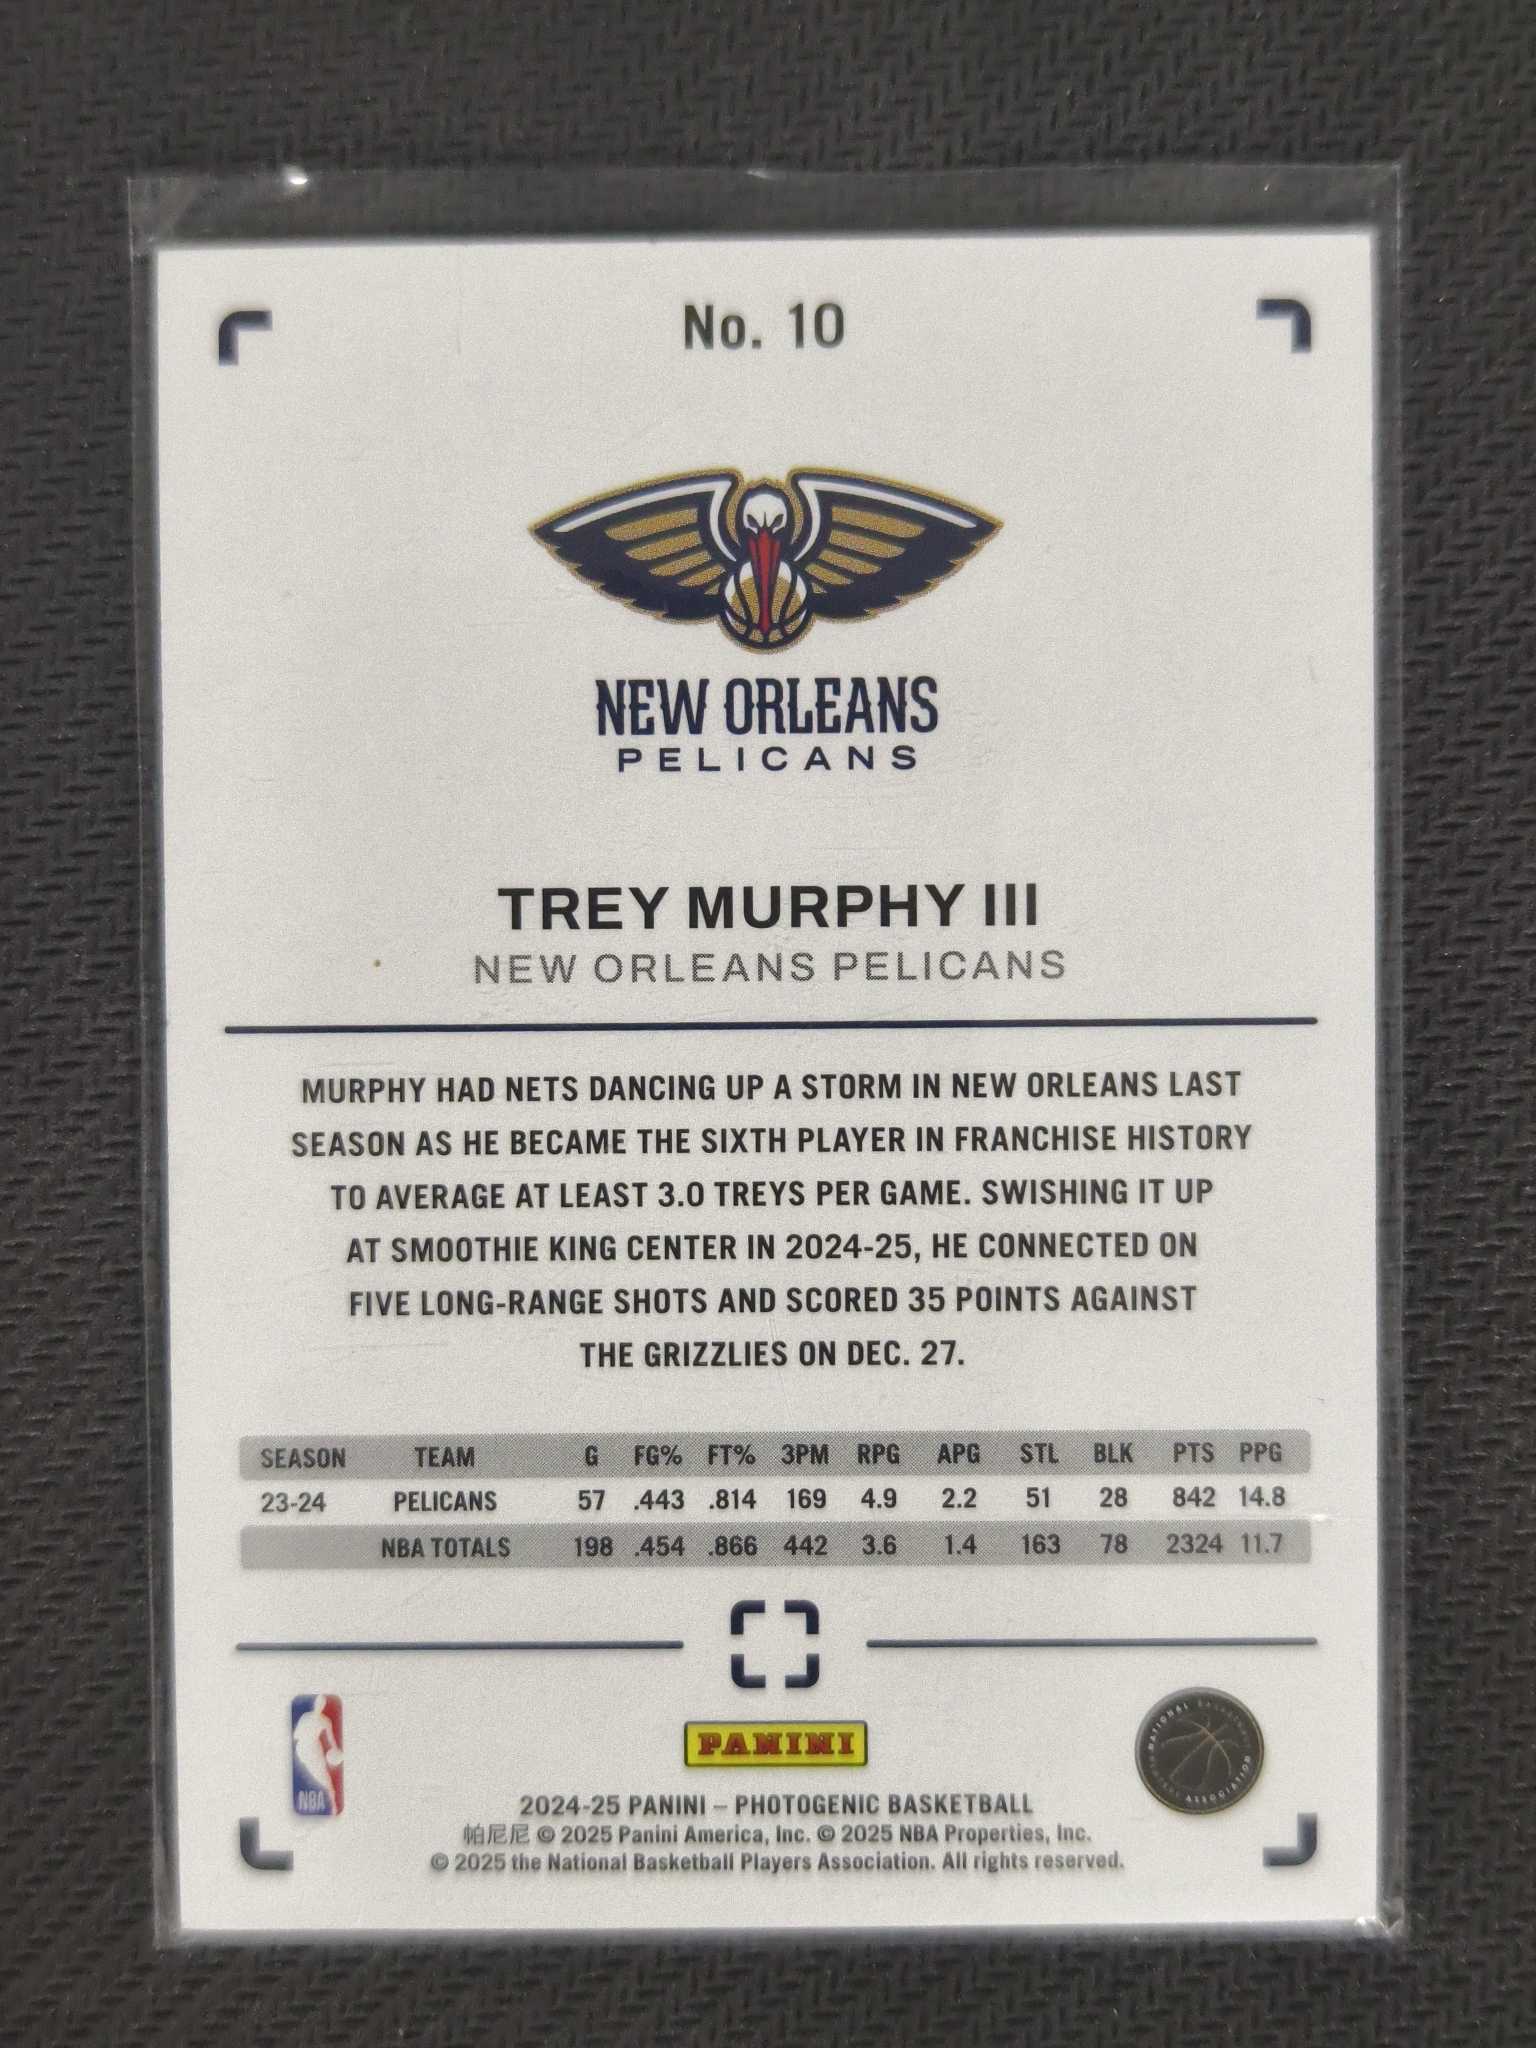 No. 10
NEW ORLEANS
PELICANS
TREY MURPHY III
NEW ORLEANS PELICANS
MURPHY HAD NETS DANCING UP A STORM IN NEW ORLEANS LAST
SEASON AS HE BECAME THE SIXTH PLAYER IN FRANCHISE HISTORY
TO AVERAGE AT LEAST 3.0 TREYS PER GAME. SWISHING IT UP
AT SMOOTHIE KING CENTER IN 2024-25, HE CONNECTED ON
FIVE LONG-RANGE SHOTS AND SCORED 35 POINTS AGAINST
THE GRIZZLIES ON DEC. 27.
SEASON TEAM G FG% FT% 3PM RPG APG STL BLK PTS PPG
23-24 PELICANS 57 .443 .814 169 4.9 2.2 51 28 842 14.8
NBA TOTALS 198 .454 .866 442 3.6 1.4 163 78 2324 11.7
NBA
PANINI
NATIONAL BASKETBALL
PLAYERS ASSOCIATION
2024-25 PANINI – PHOTOGENIC BASKETBALL
帕尼尼 © 2025 Panini America, Inc. © 2025 NBA Properties, Inc.
© 2025 the National Basketball Players Association. All rights reserved.